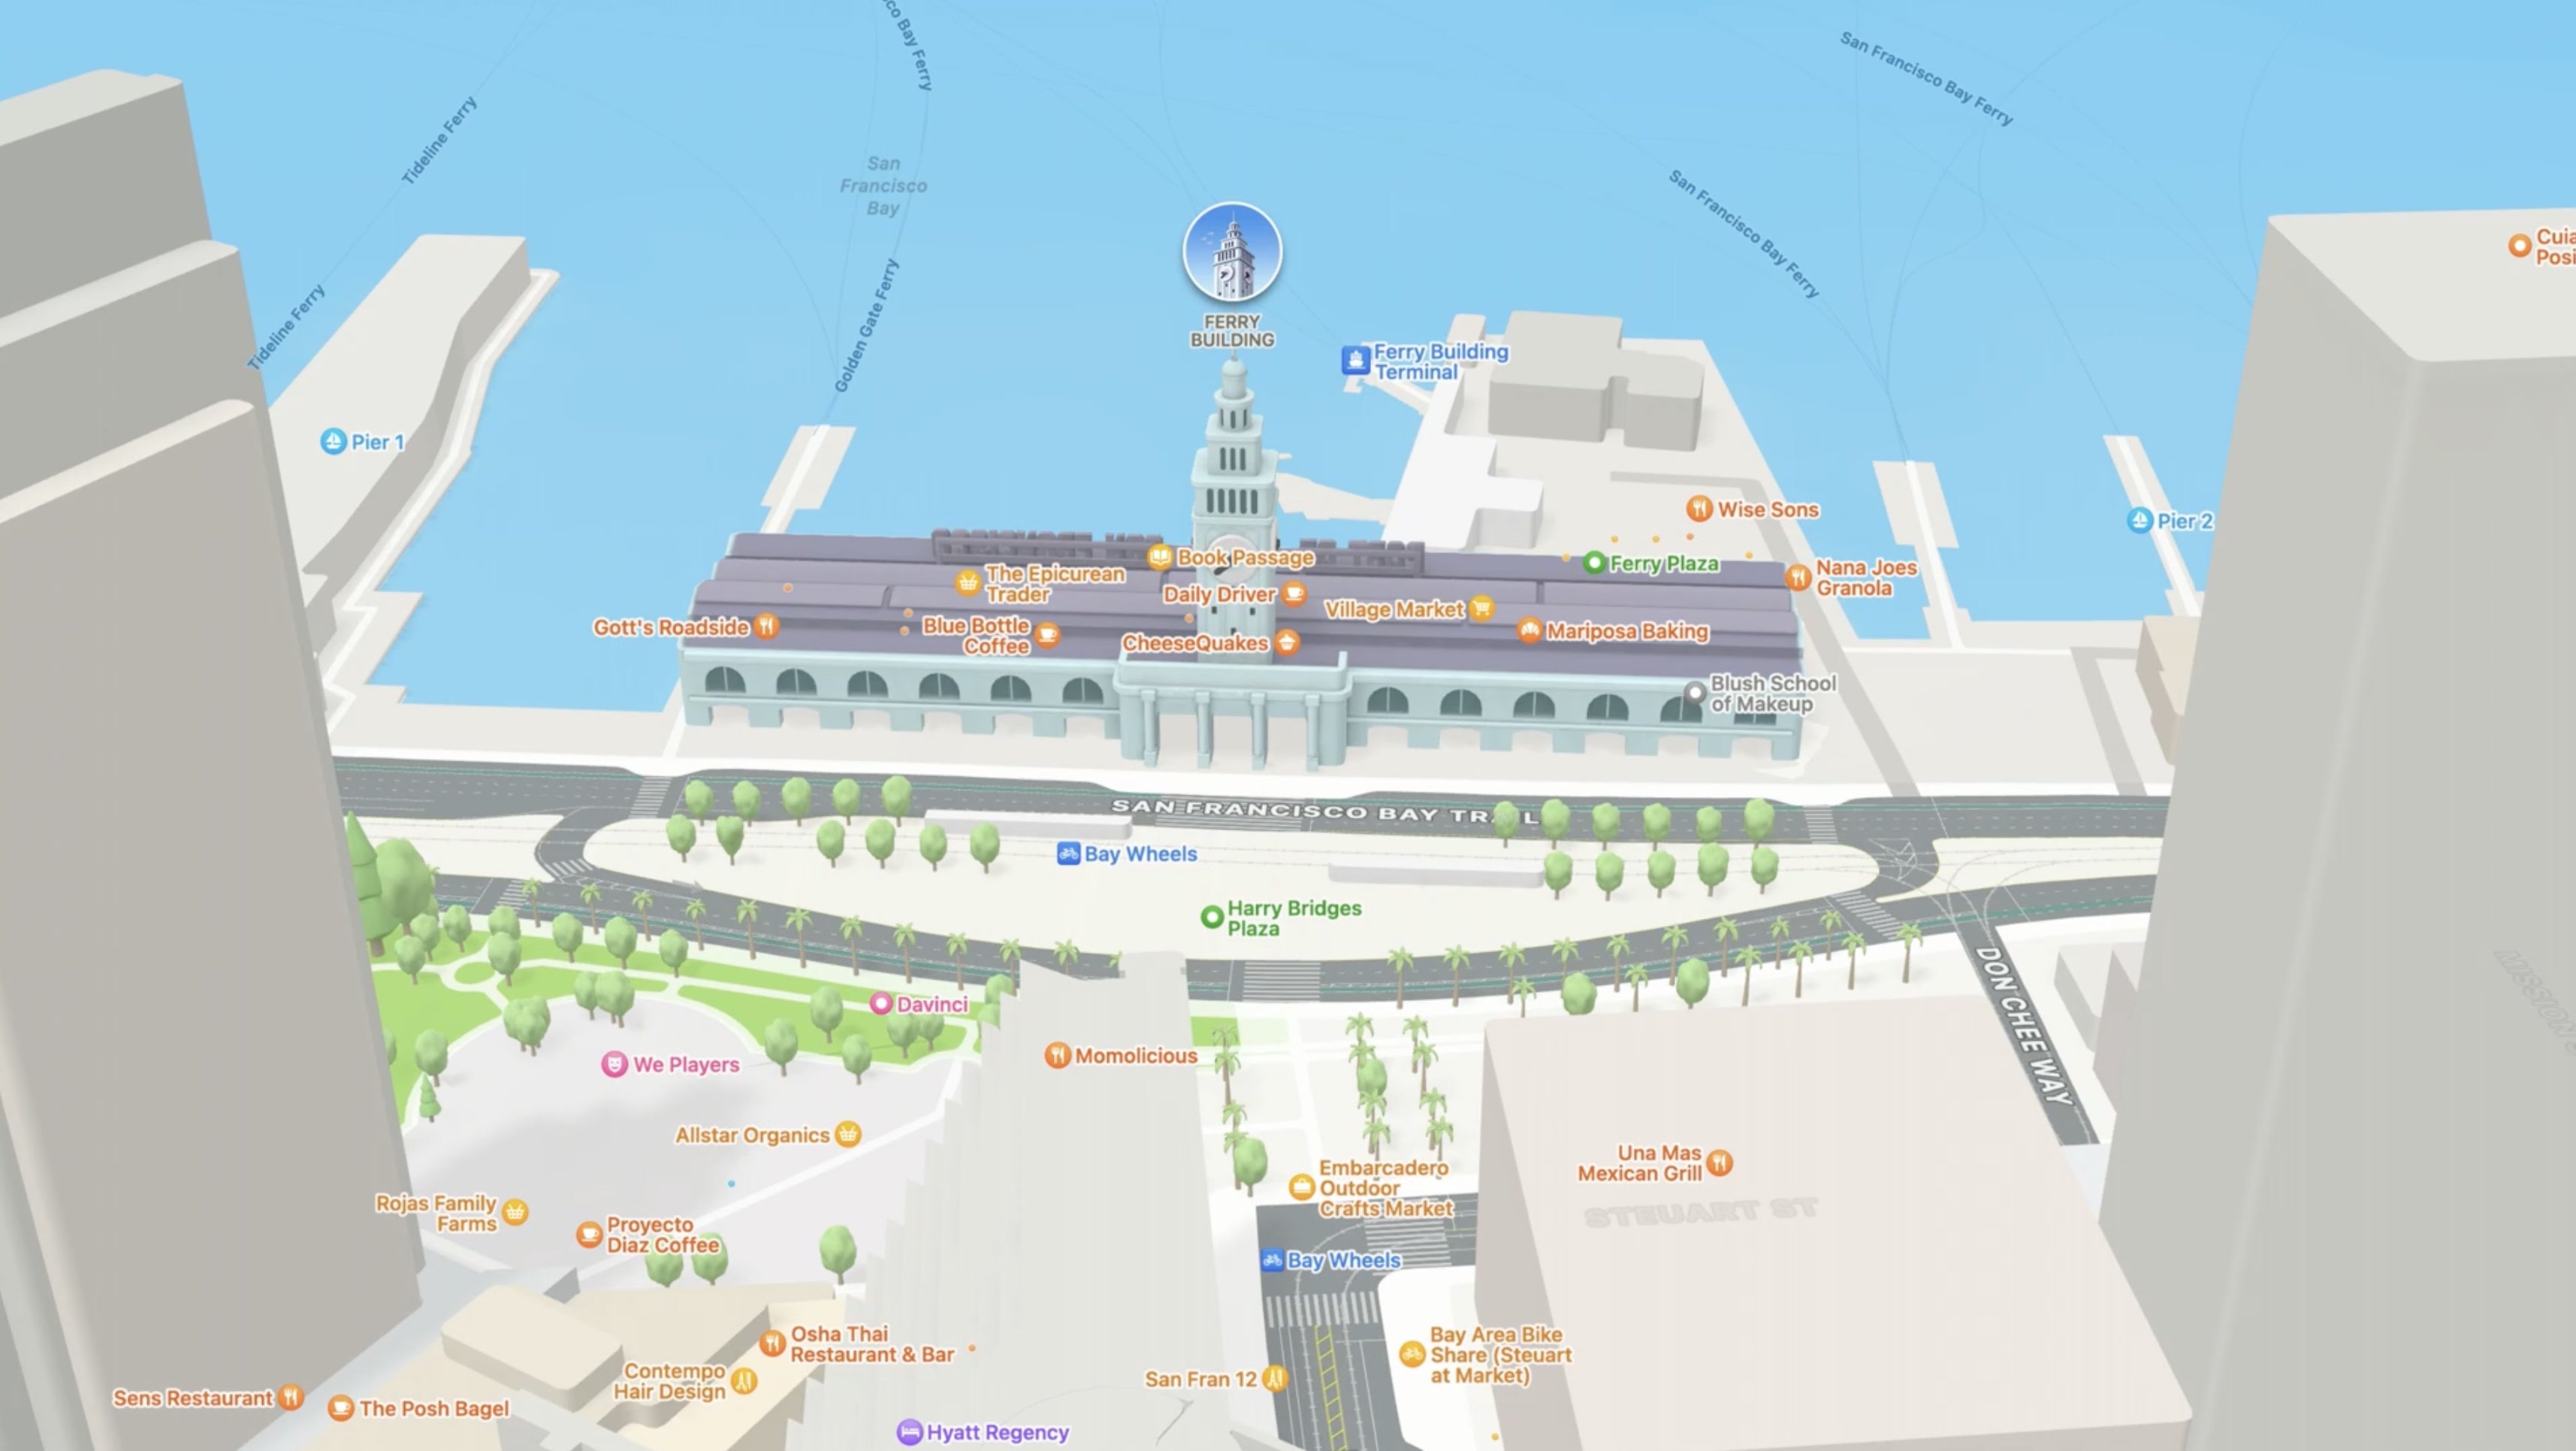 San Francisco Bay Ferry
co Bay Ferry
Tideline Ferry
San
Francisco
Bay
San Francisco Bay Ferry
Cuia
Posi
Tideline Ferry
Golden Gate Ferry
FERRY
BUILDING
Ferry Building
Terminal
Pier 1
Wise Sons
Pier 2
Book Passage
Ferry Plaza
The Epicurean
Trader
Nana Joes
Granola
Daily Driver
Village Market
Gott's Roadside
Blue Bottle
Coffee
CheeseQuakes
Mariposa Baking
Blush School
of Makeup
SAN FRANCISCO BAY TRAIL
Bay Wheels
Harry Bridges
Plaza
MISSION S
Davinci
DON CHEE WAY
Momolicious
We Players
Allstar Organics
Una Mas
Mexican Grill
Embarcadero
Outdoor
Crafts Market
Rojas Family
Farms
STEUART ST
Proyecto
Diaz Coffee
Bay Wheels
Osha Thai
Restaurant & Bar
Bay Area Bike
Share (Steuart
at Market)
Contempo
Hair Design
San Fran 12
Sens Restaurant
The Posh Bagel
Hyatt Regency